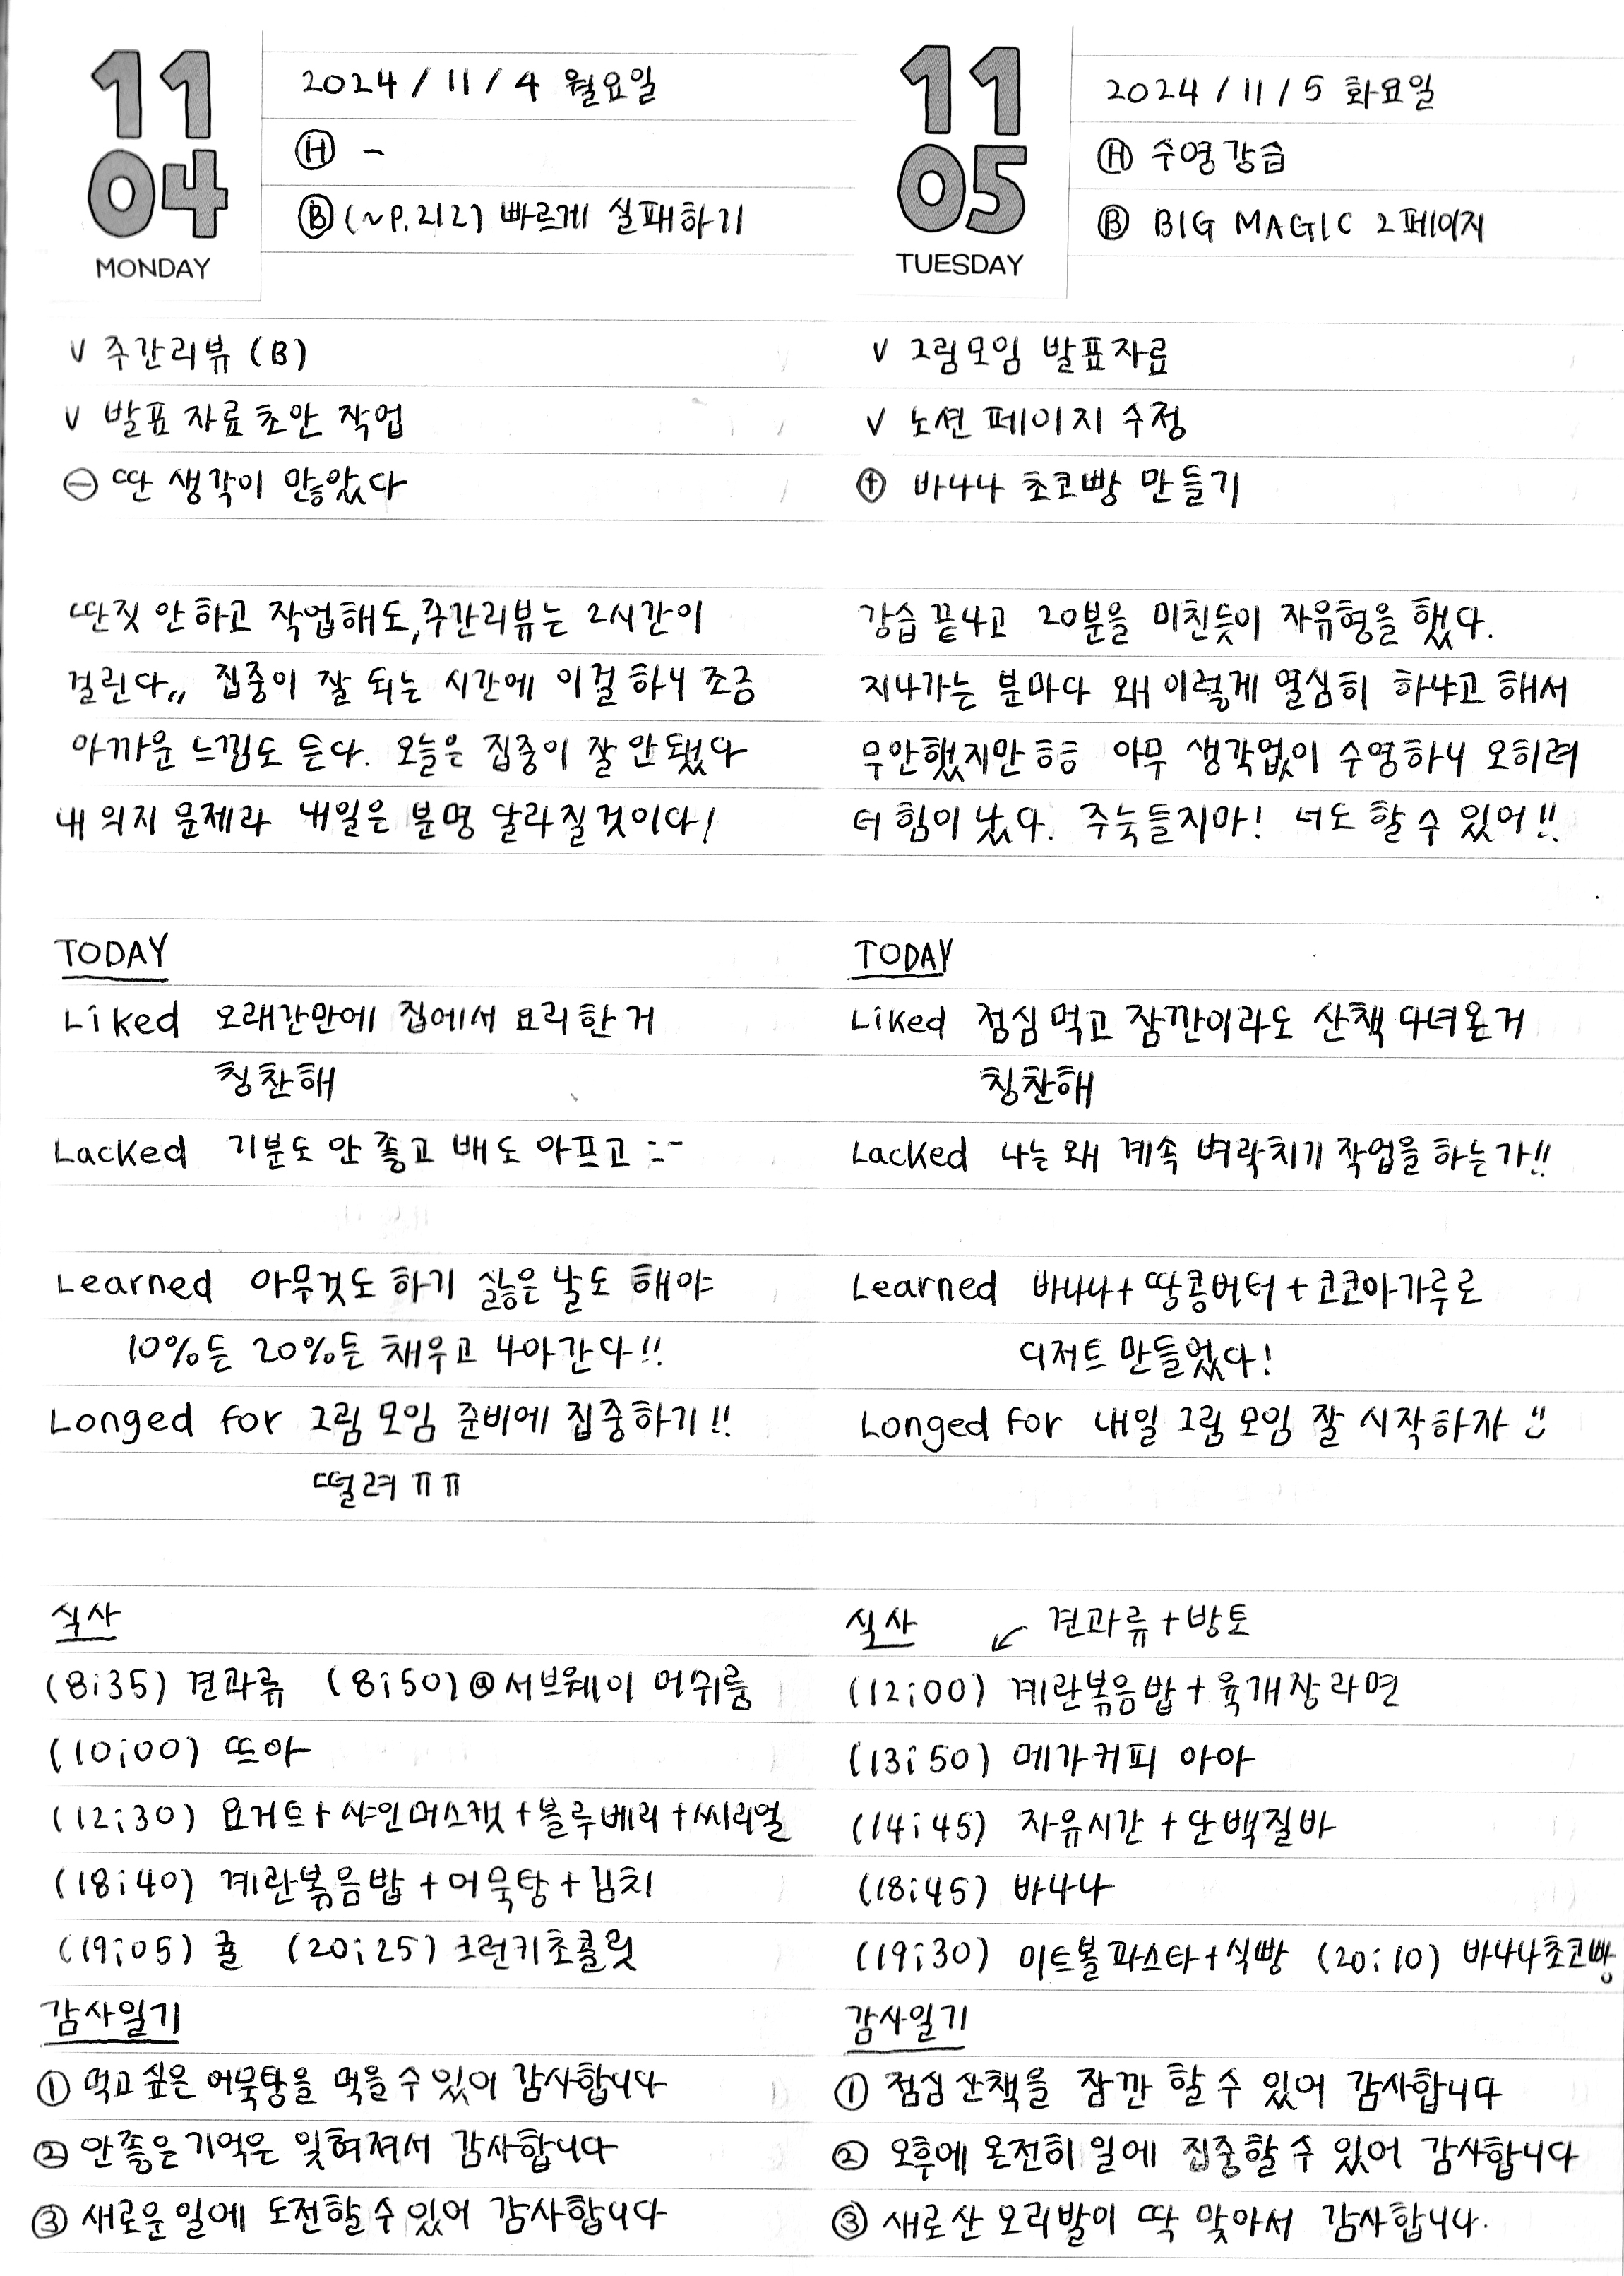 11
04
MONDAY
2024/11/4 월요일
Ⓗ -
Ⓑ (~P.212) 빠르게 실패하기
V 주간리뷰 (B)
V 발표 자료 초안 작업
⊖ 딴 생각이 많았다
딴짓 안하고 작업해도, 주간리뷰는 2시간이
걸린다,, 집중이 잘 되는 시간에 이걸 하니 조금
아까운 느낌도 든다. 오늘은 집중이 잘 안됐다
내 의지 문제라 내일은 분명 달라질것이다!
TODAY
Liked 오래간만에 집에서 요리한거
칭찬해
Lacked 기분도 안 좋고 배도 아프고 --
Learned 아무것도 하기 싫은 날도 해야
10%든 20%든 채우고 나아간다!!
Longed for 그림 모임 준비에 집중하기!!
떨려 ㅠㅠ
식사
(8:35) 견과류 (8:50) @서브웨이 머쉬룸
(10:00) 뜨아
(12:30) 요거트+샤인머스캣+블루베리+씨리얼
(18:40) 계란볶음밥+어묵탕+김치
(19:05) 귤 (20:25) 크런키초콜릿
감사일기
① 먹고싶은 어묵탕을 먹을 수 있어 감사합니다
② 안좋은 기억은 잊혀져서 감사합니다
③ 새로운 일에 도전할 수 있어 감사합니다
11
05
TUESDAY
2024/11/5 화요일
Ⓗ 수영강습
Ⓑ BIG MAGIC 2페이지
V 그림모임 발표자료
V 노션 페이지 수정
⊕ 바나나 초코빵 만들기
강습 끝나고 20분을 미친듯이 자유형을 했다.
지나가는 분마다 왜 이렇게 열심히 하냐고 해서
무안했지만 ㅎㅎ 아무 생각없이 수영하니 오히려
더 힘이 났다. 주눅들지마! 너도 할 수 있어!!
TODAY
Liked 점심 먹고 잠깐이라도 산책 다녀온거
칭찬해
Lacked 나는 왜 계속 벼락치기 작업을 하는가!!
Learned 바나나+땅콩버터+코코아가루로
디저트 만들었다!
Longed for 내일 그림 모임 잘 시작하자 ü
식사 ↙ 견과류+방토
(12:00) 계란볶음밥+육개장라면
(13:50) 메가커피 아아
(14:45) 자유시간+단백질바
(18:45) 바나나
(19:30) 미트볼파스타+식빵 (20:10) 바나나초코빵
감사일기
① 점심 산책을 잠깐 할 수 있어 감사합니다
② 오후에 온전히 일에 집중할 수 있어 감사합니다
③ 새로 산 오리발이 딱 맞아서 감사합니다.